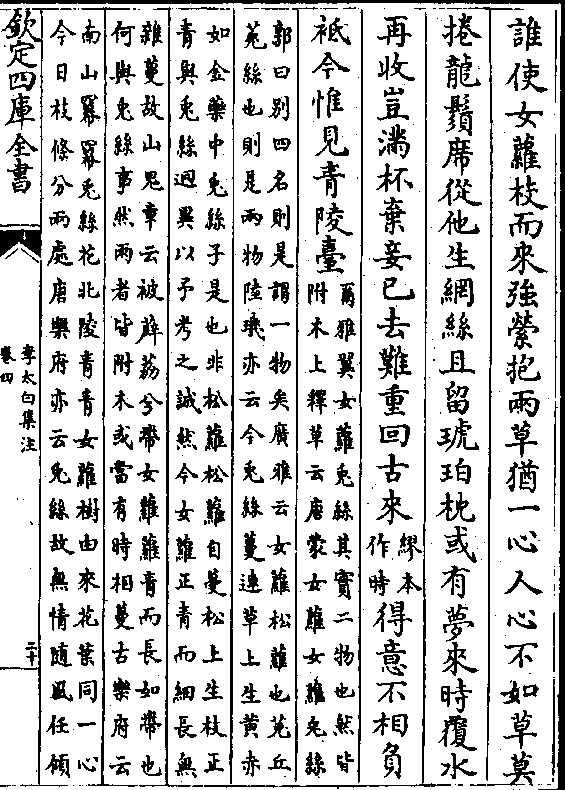 誰使女蘿枝而來強縈抱兩草猶一心人心不如草莫
捲龍鬚席從他生網絲且留琥珀枕或有夢來時覆水
再收豈滿杯棄妾已去難重回古來繆本作時得意不相負
祗今惟見青陵臺爾雅翼女蘿兎絲其實二物也然皆
附木上釋草云唐蒙女蘿女蘿兎絲
郭曰别四名則是謂一物矣廣雅云女蘿松蘿也菟丘
菟絲也則是兩物陸璣亦云今兎絲蔓連草上生黄赤
如金藥中兎絲子是也非松蘿松蘿自蔓松上生枝正
青與兎絲迥異以予考之誠然今女蘿正青而細長無
雜蔓故山鬼章云被薜荔兮帶女蘿蘿青而長如帶也
何與兎絲事然兩者皆附木或當有時相蔓古樂府云
南山冪冪兎絲花北陵青青女蘿樹由來花葉同一心
今日枝條分兩處唐樂府亦云兎絲故無情隨風任傾
欽定四庫全書
李太白集注
卷四
二十